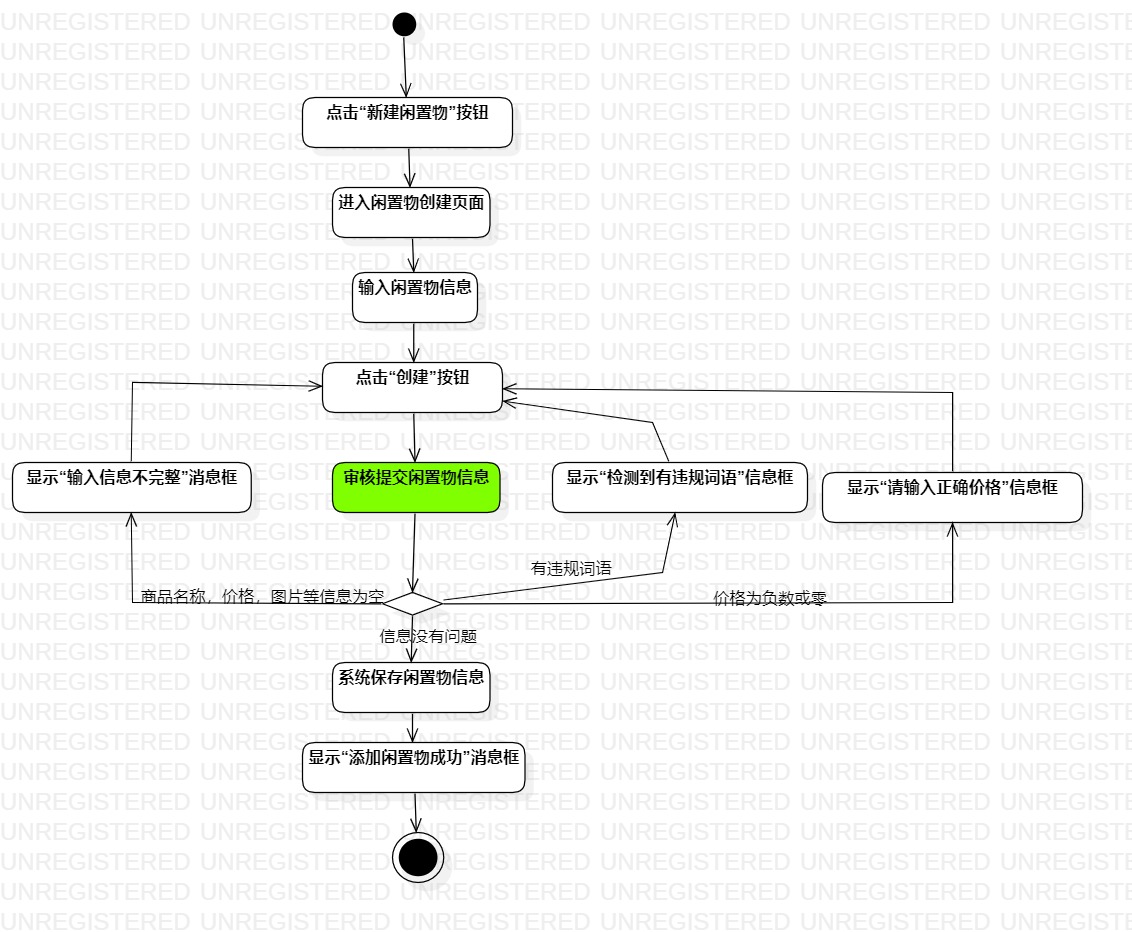 点击“新建闲置物”按钮
进入闲置物创建页面
输入闲置物信息
点击“创建”按钮
显示“输入信息不完整”消息框
审核提交闲置物信息
显示“检测到有违规词语”信息框
显示“请输入正确价格”信息框
有违规词语
商品名称，价格，图片等信息为空
价格为负数或零
信息没有问题
系统保存闲置物信息
显示“添加闲置物成功”消息框
UNREGISTERED